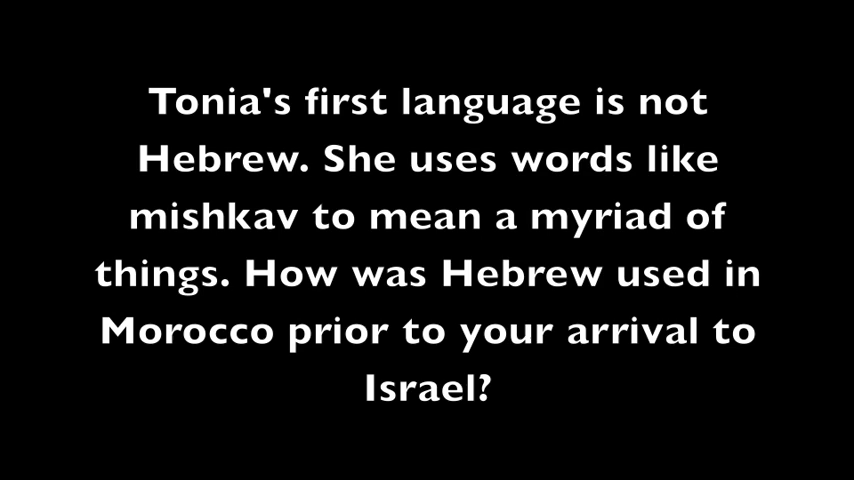 Tonia's first language is not
Hebrew. She uses words like
mishkav to mean a myriad of
things. How was Hebrew used in
Morocco prior to your arrival to
Israel?